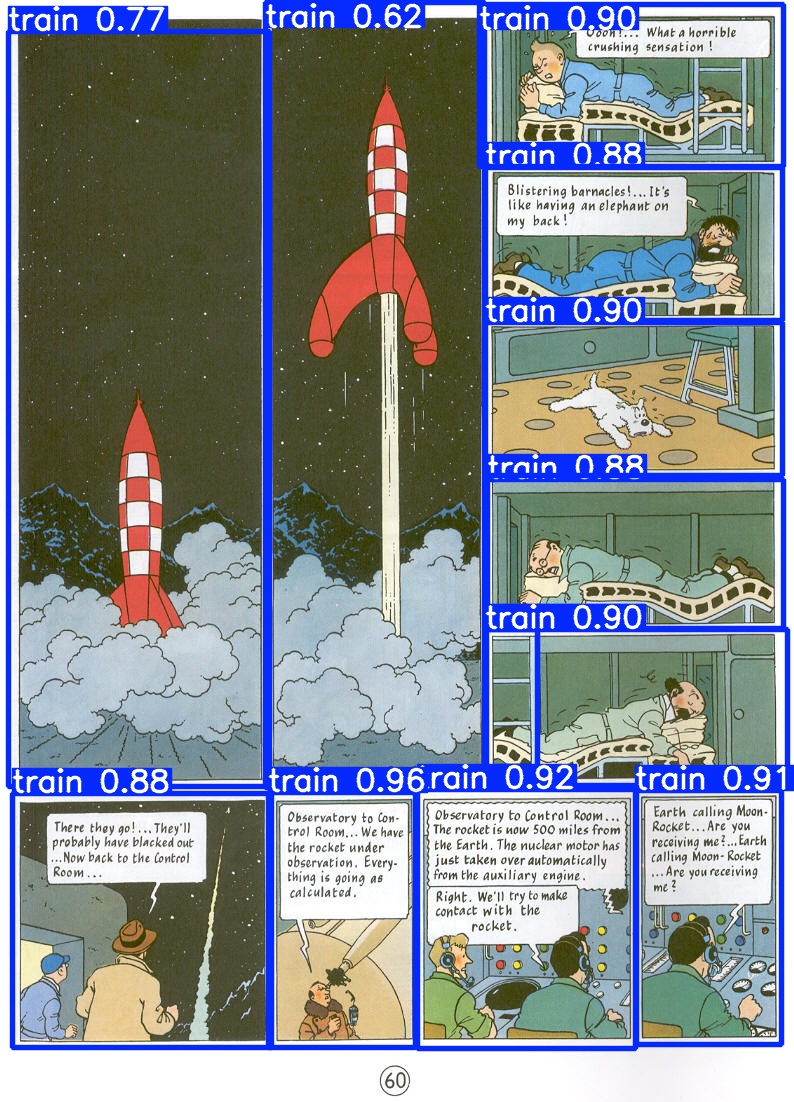 train 0.77
train 0.62
train 0.90
What a horrible
crushing sensation !
train 0.88
Blistering barnacles!... It's
like having an elephant on
my back!
train 0.90
train 0.88
train 0.90
train 0.88
There they go!... They'll
probably have blacked out
...Now back to the Control
Room...
train 0.96
Observatory to Con-
trol Room... We have
the rocket under
observation. Every-
thing is going as
calculated.
train 0.92
Observatory to Control Room...
The rocket is now 500 miles from
the Earth. The nuclear motor has
just taken over automatically
from the auxiliary engine.
Right. We'll try to make
contact with the
rocket.
train 0.91
Earth calling Moon-
Rocket... Are you
receiving me?...Earth
calling Moon-Rocket
...Are you receiving
me?
60